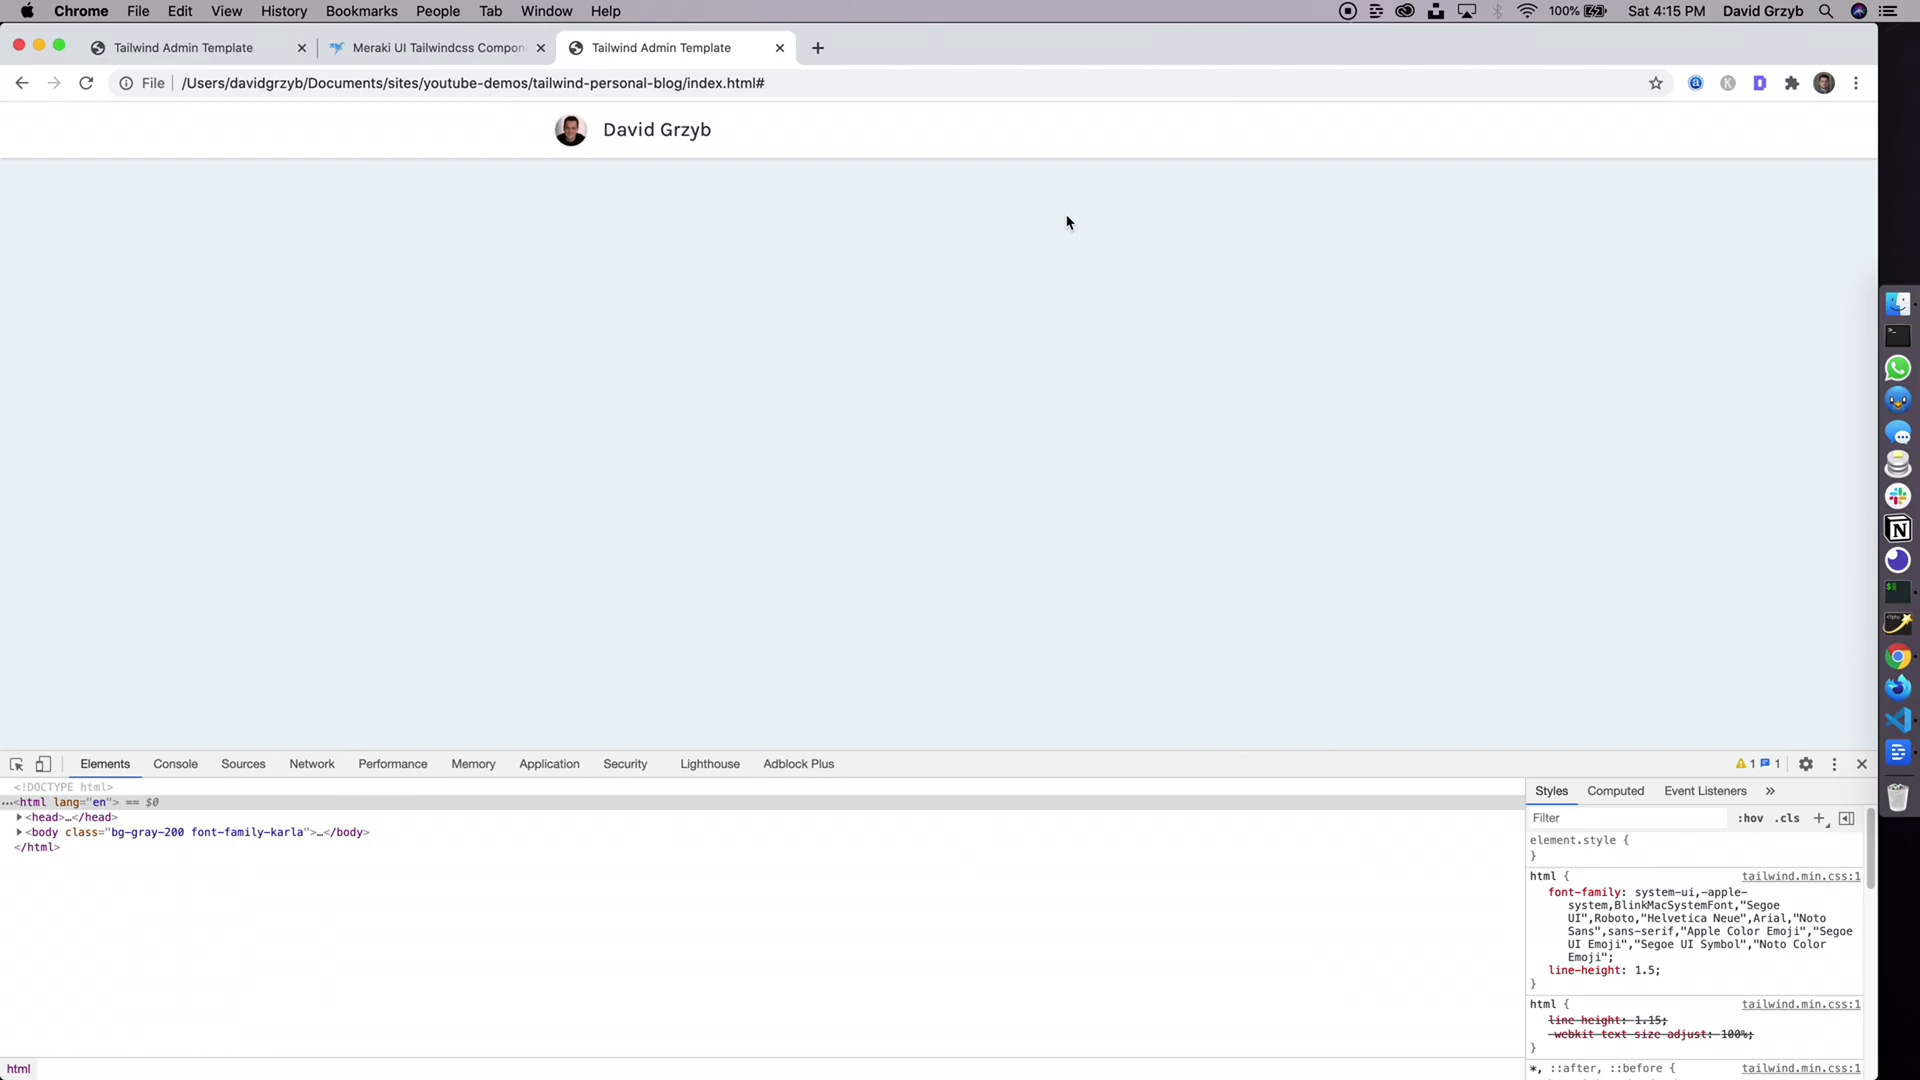 Chrome File Edit View History Bookmarks People Tab Window Help 100% Sat 4:15 PM David Grzyb
Tailwind Admin Template Meraki UI Tailwindcss Compon Tailwind Admin Template
File /Users/davidgrzyb/Documents/sites/youtube-demos/tailwind-personal-blog/index.html#
David Grzyb
Elements Console Sources Network Performance Memory Application Security Lighthouse Adblock Plus 1 1
<!DOCTYPE html>
…<html lang="en"> == $0
<head>…</head>
<body class="bg-gray-200 font-family-karla">…</body>
</html>
html
Styles Computed Event Listeners »
Filter :hov .cls +
element.style {
}
html { tailwind.min.css:1
font-family: system-ui,-apple-
system,BlinkMacSystemFont,"Segoe
UI",Roboto,"Helvetica Neue",Arial,"Noto
Sans",sans-serif,"Apple Color Emoji","Segoe
UI Emoji","Segoe UI Symbol","Noto Color
Emoji";
line-height: 1.5;
}
html { tailwind.min.css:1
line-height: 1.15;
-webkit-text-size-adjust: 100%;
}
*, ::after, ::before { tailwind.min.css:1